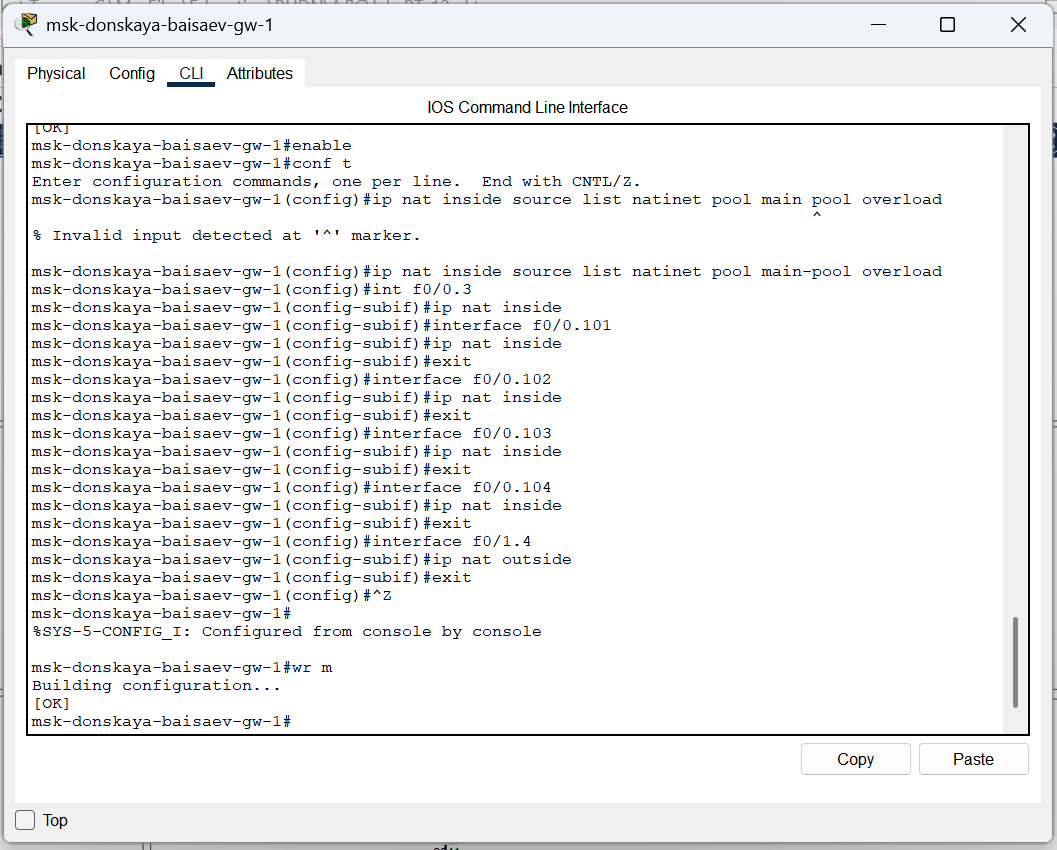 msk-donskaya-baisaev-gw-1
Physical Config CLI Attributes
IOS Command Line Interface
[OK]
msk-donskaya-baisaev-gw-1#enable
msk-donskaya-baisaev-gw-1#conf t
Enter configuration commands, one per line.  End with CNTL/Z.
msk-donskaya-baisaev-gw-1(config)#ip nat inside source list natinet pool main pool overload
^
% Invalid input detected at '^' marker.
msk-donskaya-baisaev-gw-1(config)#ip nat inside source list natinet pool main-pool overload
msk-donskaya-baisaev-gw-1(config)#int f0/0.3
msk-donskaya-baisaev-gw-1(config-subif)#ip nat inside
msk-donskaya-baisaev-gw-1(config-subif)#interface f0/0.101
msk-donskaya-baisaev-gw-1(config-subif)#ip nat inside
msk-donskaya-baisaev-gw-1(config-subif)#exit
msk-donskaya-baisaev-gw-1(config)#interface f0/0.102
msk-donskaya-baisaev-gw-1(config-subif)#ip nat inside
msk-donskaya-baisaev-gw-1(config-subif)#exit
msk-donskaya-baisaev-gw-1(config)#interface f0/0.103
msk-donskaya-baisaev-gw-1(config-subif)#ip nat inside
msk-donskaya-baisaev-gw-1(config-subif)#exit
msk-donskaya-baisaev-gw-1(config)#interface f0/0.104
msk-donskaya-baisaev-gw-1(config-subif)#ip nat inside
msk-donskaya-baisaev-gw-1(config-subif)#exit
msk-donskaya-baisaev-gw-1(config)#interface f0/1.4
msk-donskaya-baisaev-gw-1(config-subif)#ip nat outside
msk-donskaya-baisaev-gw-1(config-subif)#exit
msk-donskaya-baisaev-gw-1(config)#^Z
msk-donskaya-baisaev-gw-1#
%SYS-5-CONFIG_I: Configured from console by console
msk-donskaya-baisaev-gw-1#wr m
Building configuration...
[OK]
msk-donskaya-baisaev-gw-1#
Copy Paste
Top